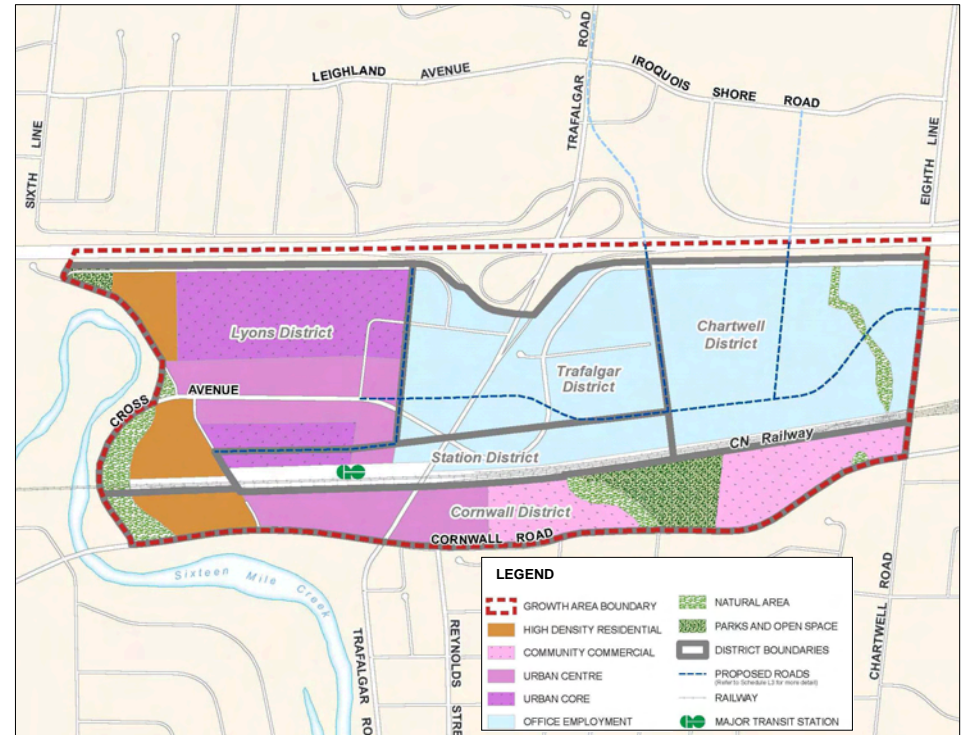 ROAD
TRAFALGAR
LEIGHLAND AVENUE
IROQUOIS SHORE ROAD
SIXTH LINE
EIGHTH LINE
Lyons District
Chartwell
District
Trafalgar
District
CROSS AVENUE
CN Railway
Station District
Cornwall District
CORNWALL ROAD
Sixteen Mile Creek
TRAFALGAR RO
REYNOLDS STRE
CHARTWELL ROAD
LEGEND
GROWTH AREA BOUNDARY
HIGH DENSITY RESIDENTIAL
COMMUNITY COMMERCIAL
URBAN CENTRE
URBAN CORE
OFFICE EMPLOYMENT
NATURAL AREA
PARKS AND OPEN SPACE
DISTRICT BOUNDARIES
PROPOSED ROADS
(Refer to Schedule L3 for more detail)
RAILWAY
MAJOR TRANSIT STATION